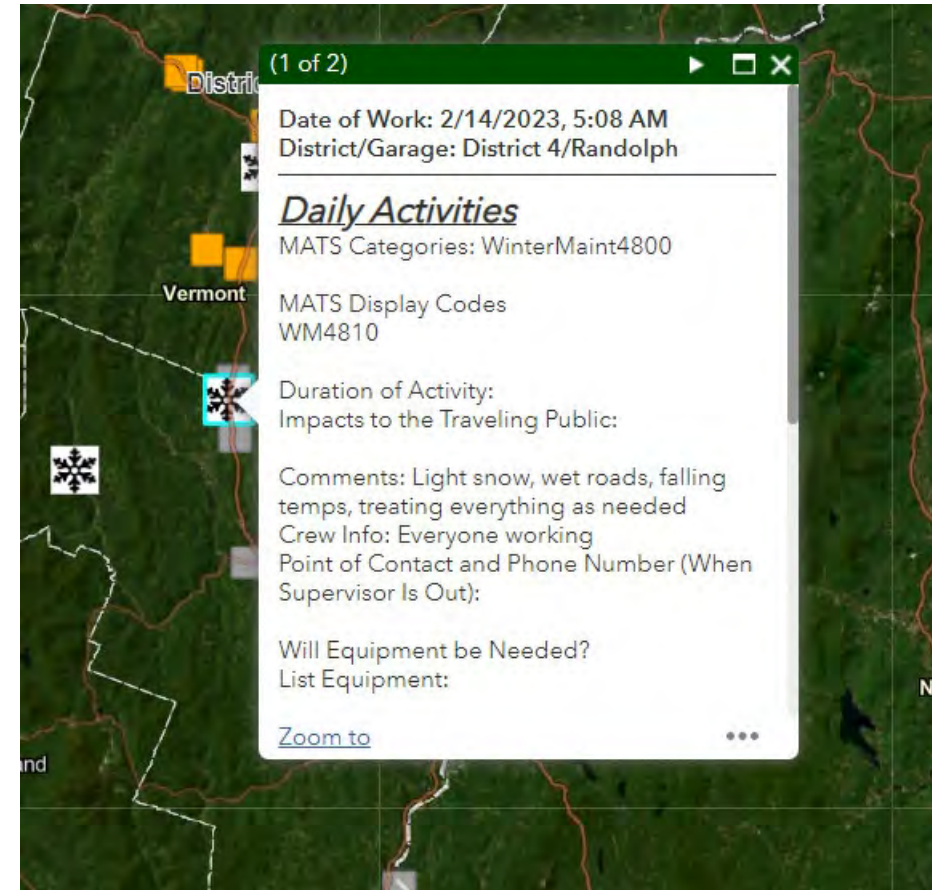 (1 of 2)
Distric
Date of Work: 2/14/2023, 5:08 AM
District/Garage: District 4/Randolph
Daily Activities
MATS Categories: WinterMaint4800
MATS Display Codes
WM4810
Vermont
Duration of Activity:
Impacts to the Traveling Public:
Comments: Light snow, wet roads, falling
temps, treating everything as needed
Crew Info: Everyone working
Point of Contact and Phone Number (When
Supervisor Is Out):
Will Equipment be Needed?
List Equipment:
N
Zoom to
and